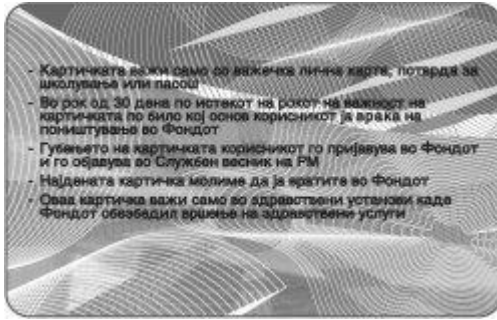 - Картичката важи само со важечка лична карта, потврда за
школување или пасош
- Во рок од 30 дена по истекот на рокот на важност на
картичката по било кој основ корисникот ја враќа на
поништување во Фондот
- Губењето на картичката корисникот го пријавува во Фондот
и го објавува во Службен весник на РМ
- Најдената картичка молиме да ја вратите во Фондот
- Оваа картичка важи само во здравствени установи каде
Фондот обезбедил вршење на здравствени услуги